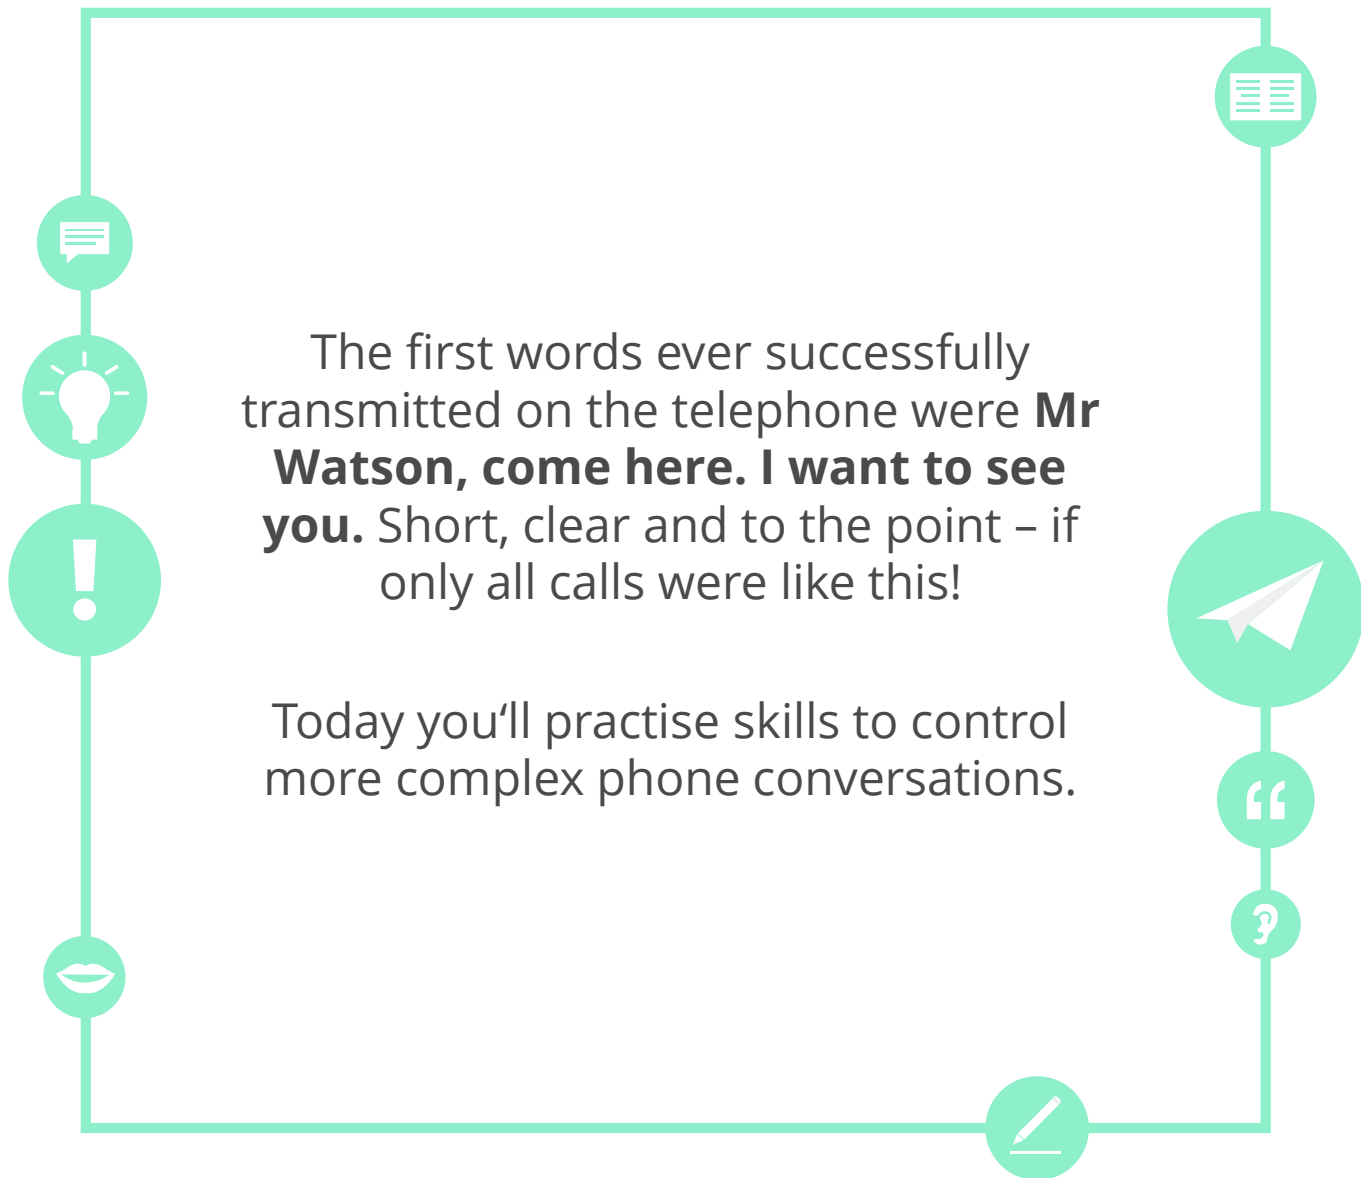 The first words ever successfully
transmitted on the telephone were Mr
Watson, come here. I want to see
you. Short, clear and to the point – if
only all calls were like this!
Today you‘ll practise skills to control
more complex phone conversations.